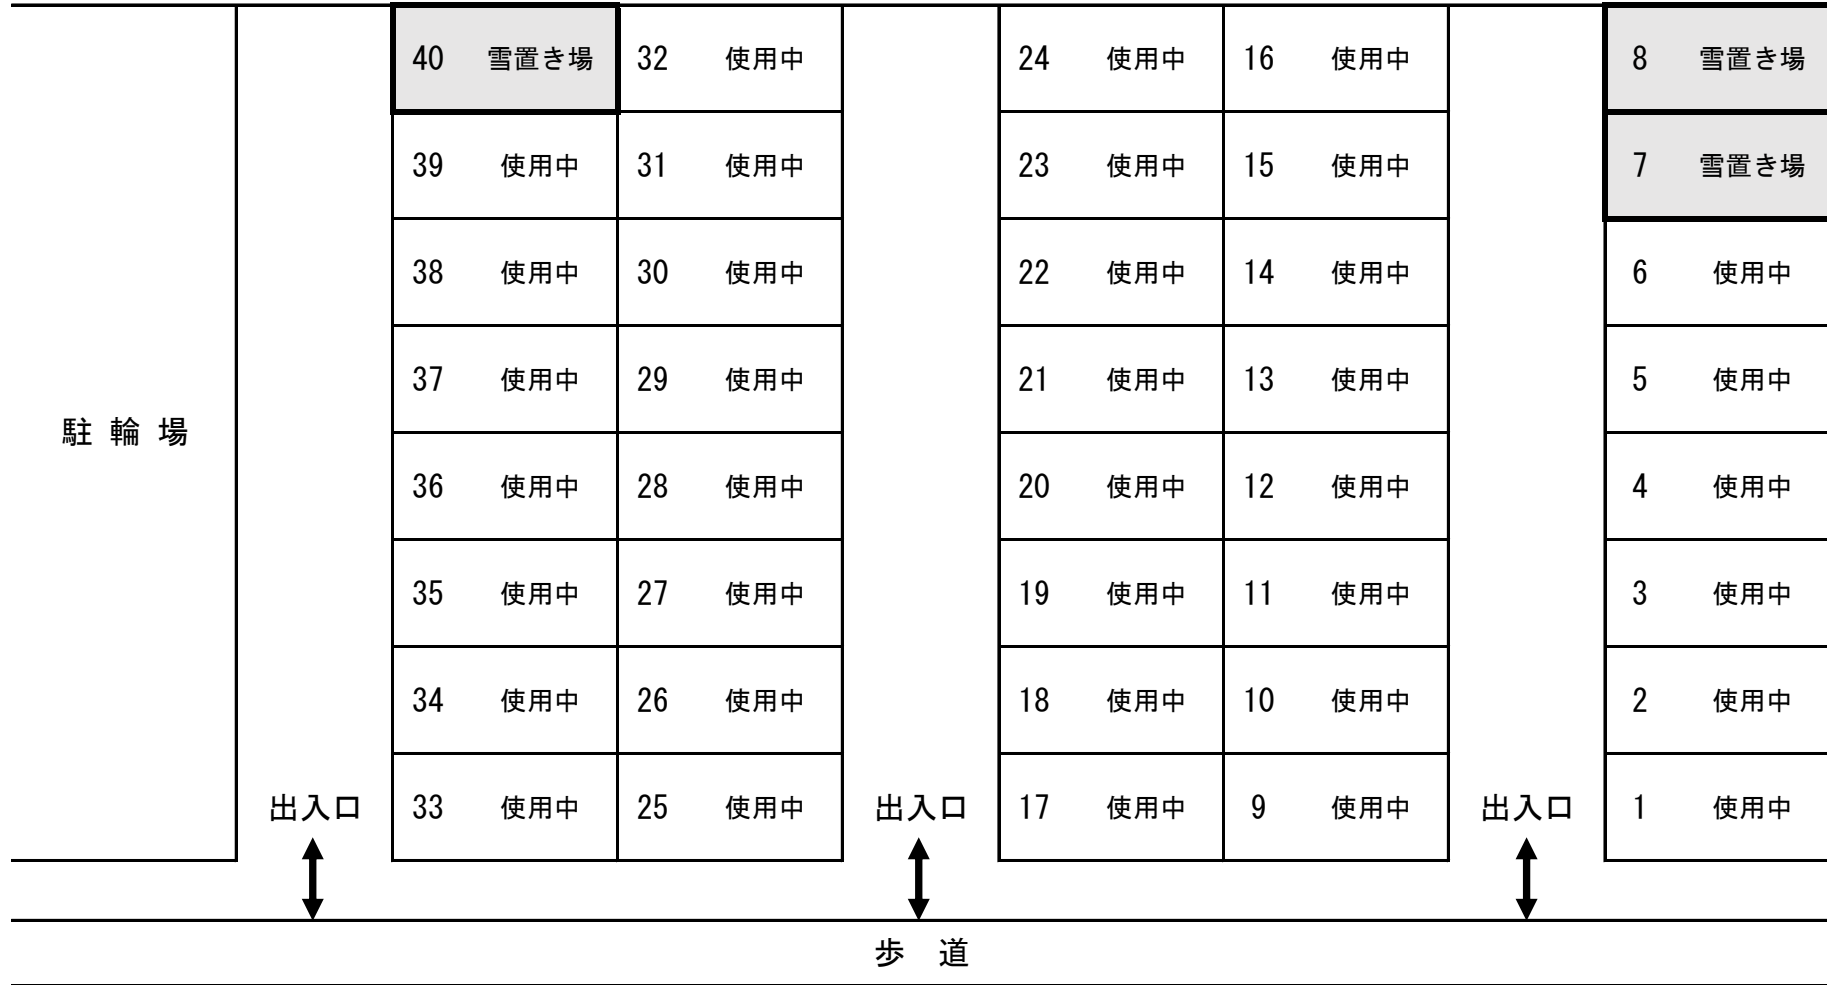 40 雪置き場 32 使用中 24 使用中 16 使用中 8 雪置き場
39 使用中 31 使用中 23 使用中 15 使用中 7 雪置き場
38 使用中 30 使用中 22 使用中 14 使用中 6 使用中
37 使用中 29 使用中 21 使用中 13 使用中 5 使用中
駐輪場
36 使用中 28 使用中 20 使用中 12 使用中 4 使用中
35 使用中 27 使用中 19 使用中 11 使用中 3 使用中
34 使用中 26 使用中 18 使用中 10 使用中 2 使用中
出入口 33 使用中 25 使用中 出入口 17 使用中 9 使用中 出入口 1 使用中
歩 道